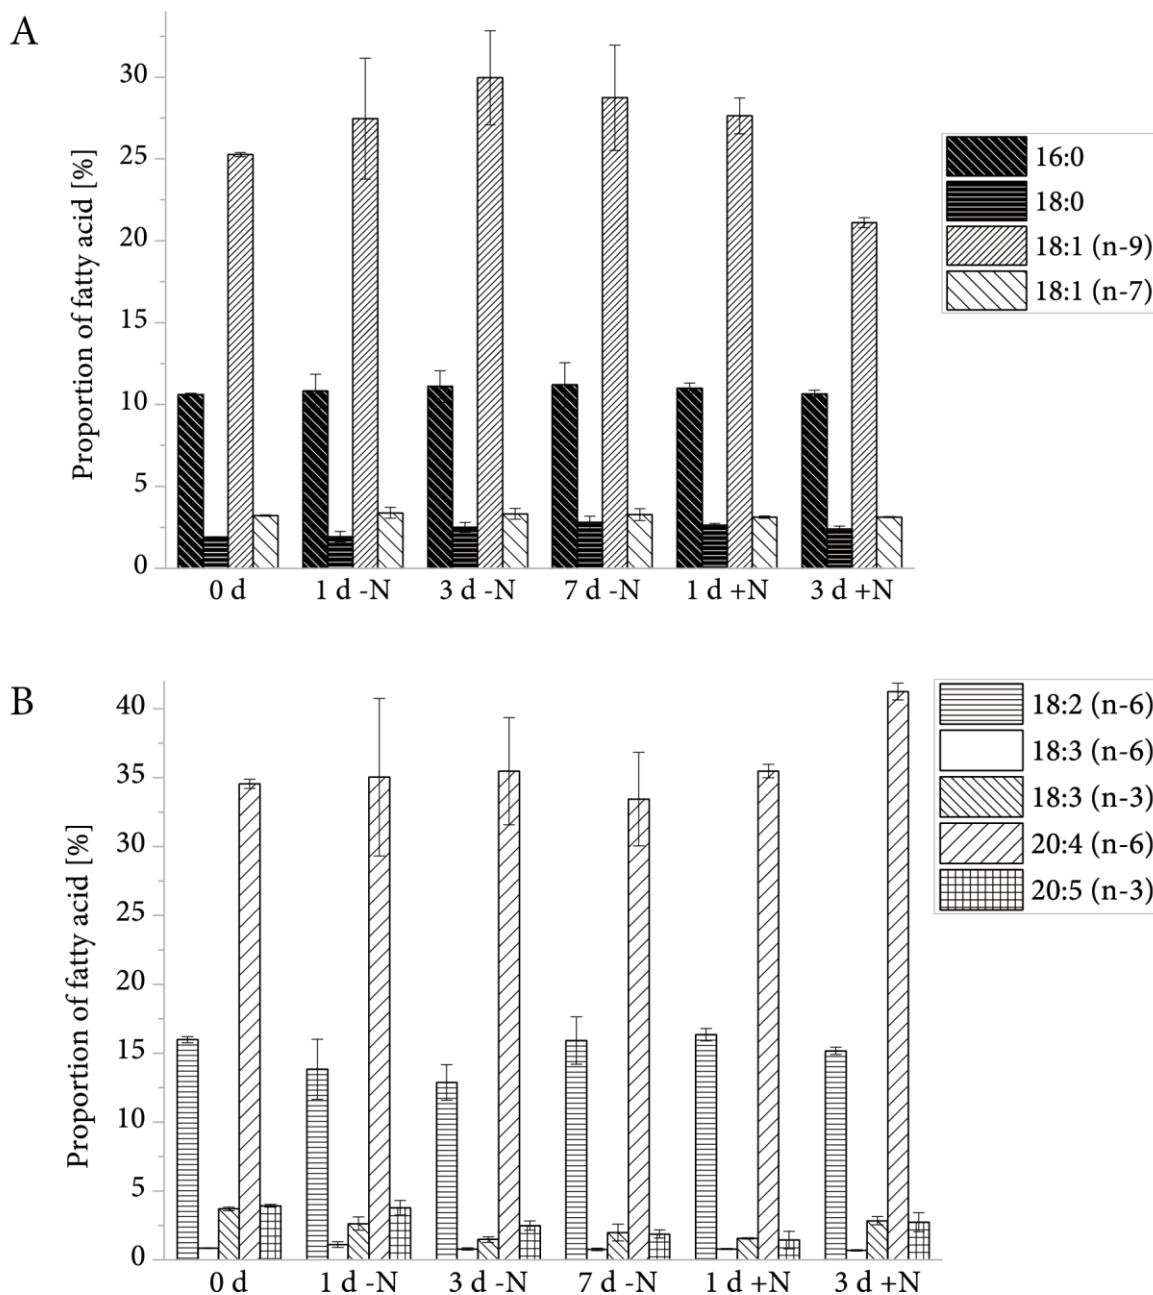 A
Proportion of fatty acid [%]
30
25
20
15
10
5
0
0 d 1 d -N 3 d -N 7 d -N 1 d +N 3 d +N
16:0
18:0
18:1 (n-9)
18:1 (n-7)
B
Proportion of fatty acid [%]
40
35
30
25
20
15
10
5
0
0 d 1 d -N 3 d -N 7 d -N 1 d +N 3 d +N
18:2 (n-6)
18:3 (n-6)
18:3 (n-3)
20:4 (n-6)
20:5 (n-3)